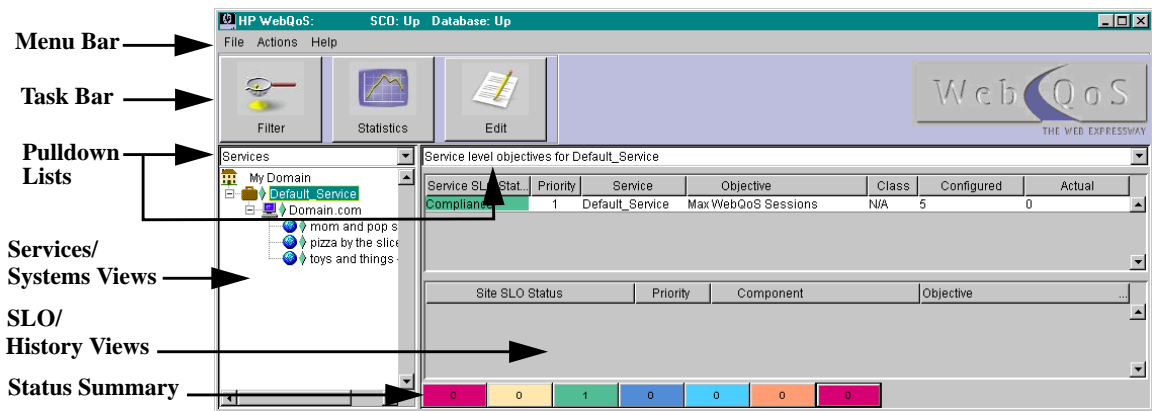 HP WebQoS: SCO: Up Database: Up
Menu Bar
File Actions Help
Task Bar
Filter
Statistics
Edit
WebQoS
THE WEB EXPRESSWAY
Pulldown
Lists
Services
Service level objectives for Default_Service
My Domain
Default_Service
Domain.com
mom and pop s
pizza by the slice
toys and things
Service SLO Stat... Priority Service Objective Class Configured Actual
Compliance 1 Default_Service Max WebQoS Sessions N/A 5 0
Services/
Systems Views
Site SLO Status Priority Component Objective ...
SLO/
History Views
Status Summary
0 0 1 0 0 0 0